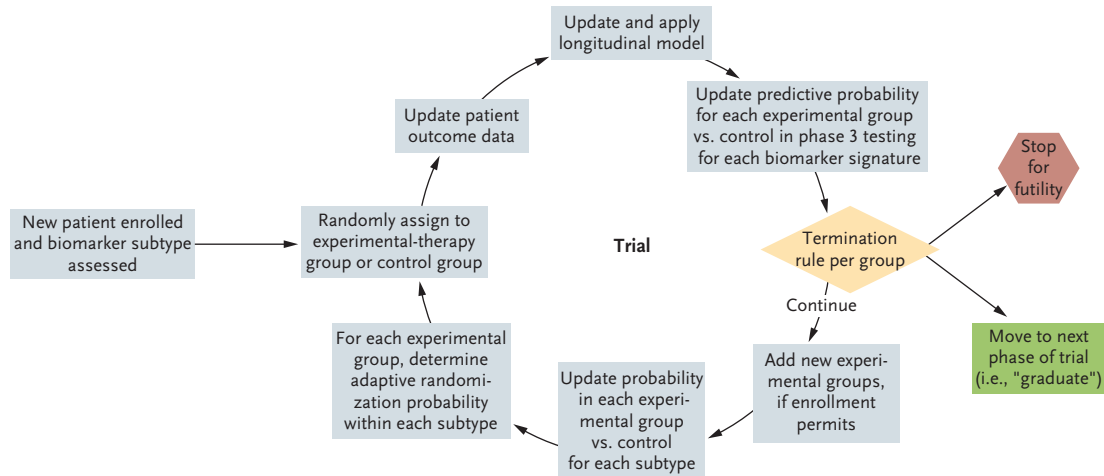 Update and apply
longitudinal model
Update patient
outcome data
Update predictive probability
for each experimental group
vs. control in phase 3 testing
for each biomarker signature
Stop
for
futility
New patient enrolled
and biomarker subtype
assessed
Randomly assign to
experimental-therapy
group or control group
Trial
Termination
rule per group
Continue
Move to next
phase of trial
(i.e., "graduate")
Add new experi-
mental groups,
if enrollment
permits
Update probability
in each experi-
mental group
vs. control
for each subtype
For each experimental
group, determine
adaptive randomi-
zation probability
within each subtype